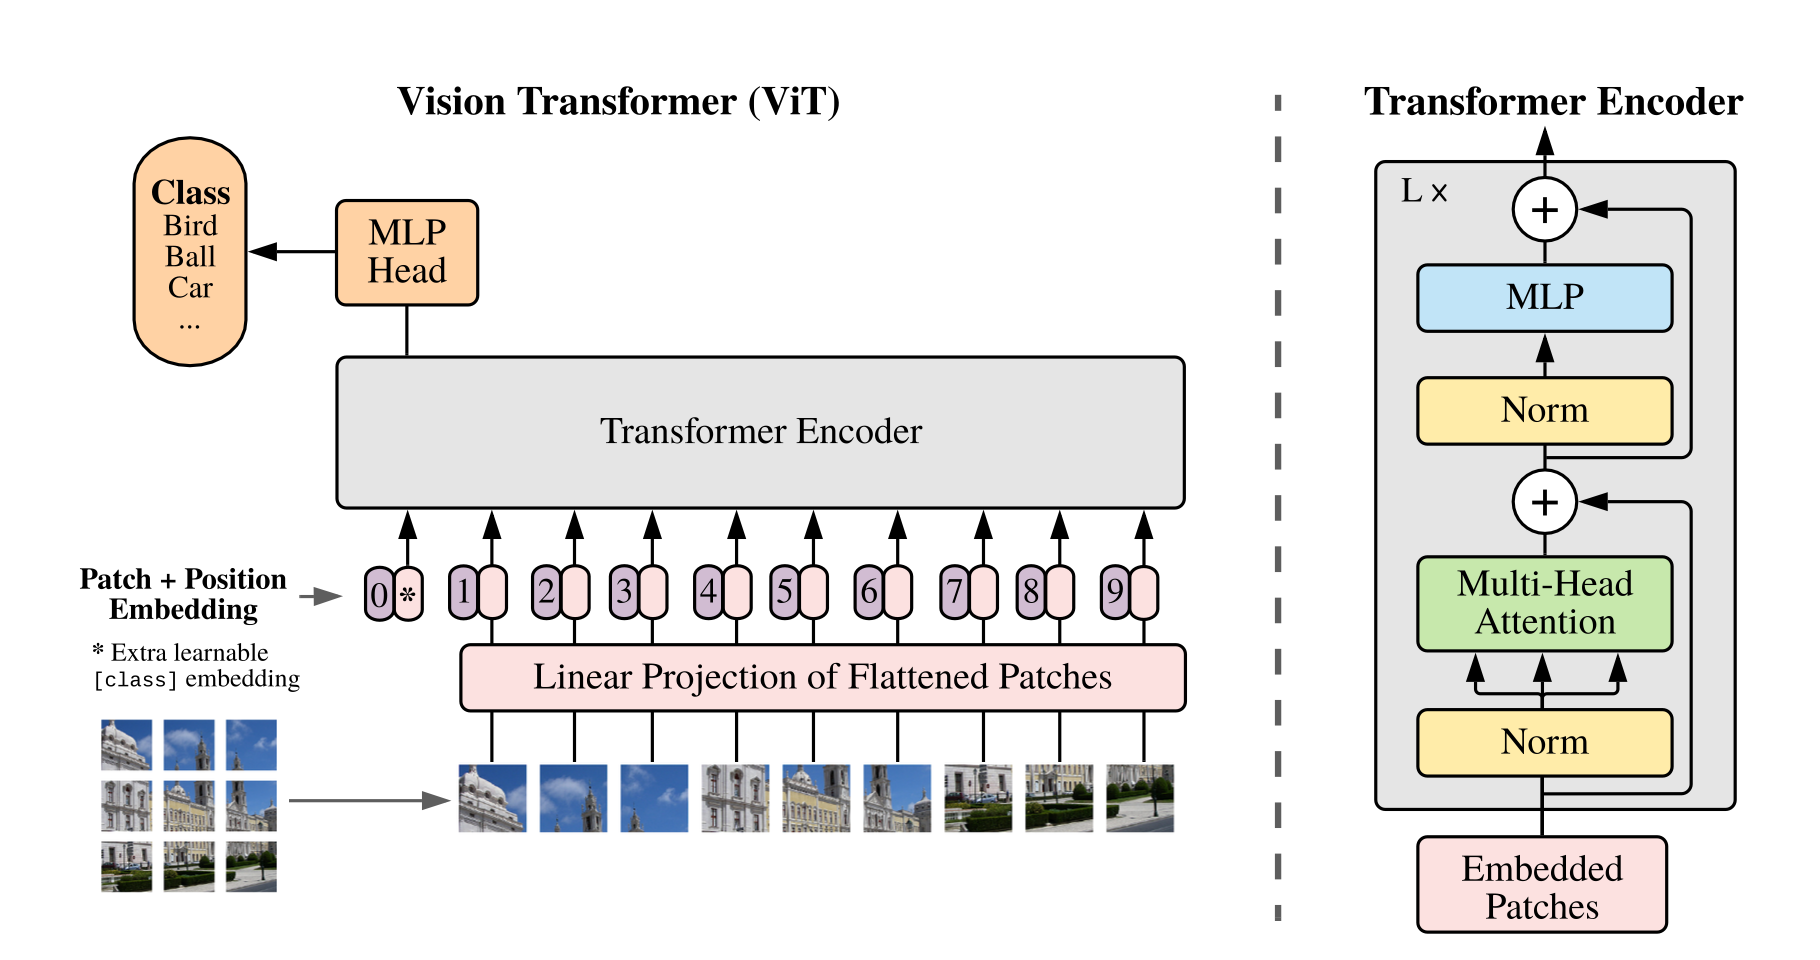 Vision Transformer (ViT)
Class
Bird
Ball
Car
...
MLP
Head
Transformer Encoder
Patch + Position
Embedding
0 * 1 2 3 4 5 6 7 8 9
* Extra learnable
[class] embedding
Linear Projection of Flattened Patches
Transformer Encoder
L ×
+
MLP
Norm
+
Multi-Head
Attention
Norm
Embedded
Patches